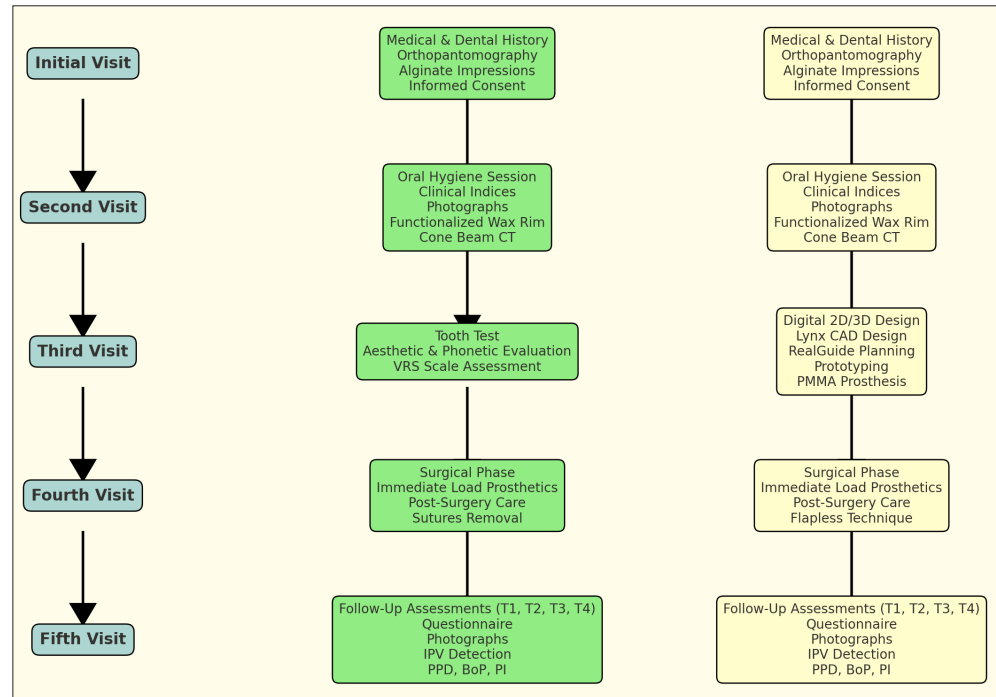 Initial Visit
Medical & Dental History
Orthopantomography
Alginate Impressions
Informed Consent
Medical & Dental History
Orthopantomography
Alginate Impressions
Informed Consent
Second Visit
Oral Hygiene Session
Clinical Indices
Photographs
Functionalized Wax Rim
Cone Beam CT
Oral Hygiene Session
Clinical Indices
Photographs
Functionalized Wax Rim
Cone Beam CT
Third Visit
Tooth Test
Aesthetic & Phonetic Evaluation
VRS Scale Assessment
Digital 2D/3D Design
Lynx CAD Design
RealGuide Planning
Prototyping
PMMA Prosthesis
Fourth Visit
Surgical Phase
Immediate Load Prosthetics
Post-Surgery Care
Sutures Removal
Surgical Phase
Immediate Load Prosthetics
Post-Surgery Care
Flapless Technique
Fifth Visit
Follow-Up Assessments (T1, T2, T3, T4)
Questionnaire
Photographs
IPV Detection
PPD, BoP, PI
Follow-Up Assessments (T1, T2, T3, T4)
Questionnaire
Photographs
IPV Detection
PPD, BoP, PI